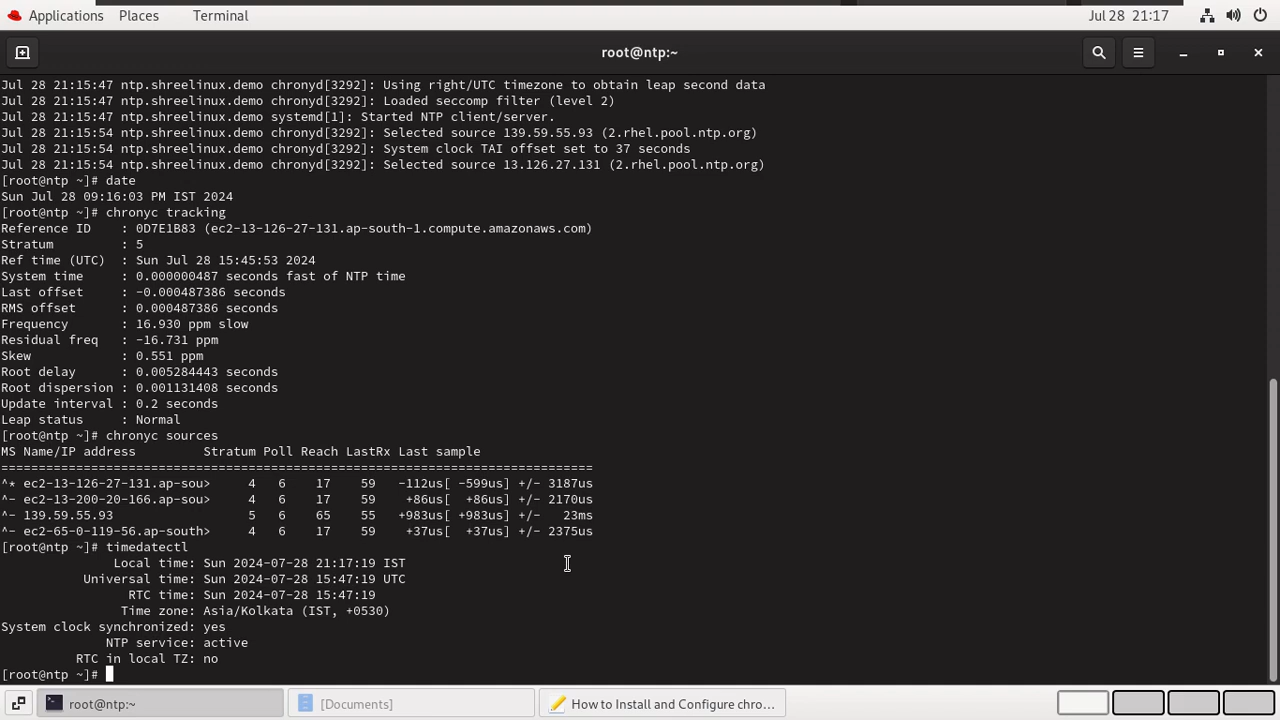 Applications Places Terminal Jul 28 21:17
root@ntp:~
Jul 28 21:15:47 ntp.shreelinux.demo chronyd[3292]: Using right/UTC timezone to obtain leap second data
Jul 28 21:15:47 ntp.shreelinux.demo chronyd[3292]: Loaded seccomp filter (level 2)
Jul 28 21:15:47 ntp.shreelinux.demo systemd[1]: Started NTP client/server.
Jul 28 21:15:54 ntp.shreelinux.demo chronyd[3292]: Selected source 139.59.55.93 (2.rhel.pool.ntp.org)
Jul 28 21:15:54 ntp.shreelinux.demo chronyd[3292]: System clock TAI offset set to 37 seconds
Jul 28 21:15:54 ntp.shreelinux.demo chronyd[3292]: Selected source 13.126.27.131 (2.rhel.pool.ntp.org)
[root@ntp ~]# date
Sun Jul 28 09:16:03 PM IST 2024
[root@ntp ~]# chronyc tracking
Reference ID    : 0D7E1B83 (ec2-13-126-27-131.ap-south-1.compute.amazonaws.com)
Stratum         : 5
Ref time (UTC)  : Sun Jul 28 15:45:53 2024
System time     : 0.000000487 seconds fast of NTP time
Last offset     : -0.000487386 seconds
RMS offset      : 0.000487386 seconds
Frequency       : 16.930 ppm slow
Residual freq   : -16.731 ppm
Skew            : 0.551 ppm
Root delay      : 0.005284443 seconds
Root dispersion : 0.001131408 seconds
Update interval : 0.2 seconds
Leap status     : Normal
[root@ntp ~]# chronyc sources
MS Name/IP address         Stratum Poll Reach LastRx Last sample
===============================================================================
^* ec2-13-126-27-131.ap-sou>     4   6    17    59   -112us[ -599us] +/- 3187us
^- ec2-13-200-20-166.ap-sou>     4   6    17    59    +86us[  +86us] +/- 2170us
^- 139.59.55.93                  5   6    65    55   +983us[ +983us] +/-   23ms
^- ec2-65-0-119-56.ap-south>     4   6    17    59    +37us[  +37us] +/- 2375us
[root@ntp ~]# timedatectl
Local time: Sun 2024-07-28 21:17:19 IST
Universal time: Sun 2024-07-28 15:47:19 UTC
RTC time: Sun 2024-07-28 15:47:19
Time zone: Asia/Kolkata (IST, +0530)
System clock synchronized: yes
NTP service: active
RTC in local TZ: no
[root@ntp ~]#
root@ntp:~ [Documents] How to Install and Configure chro...